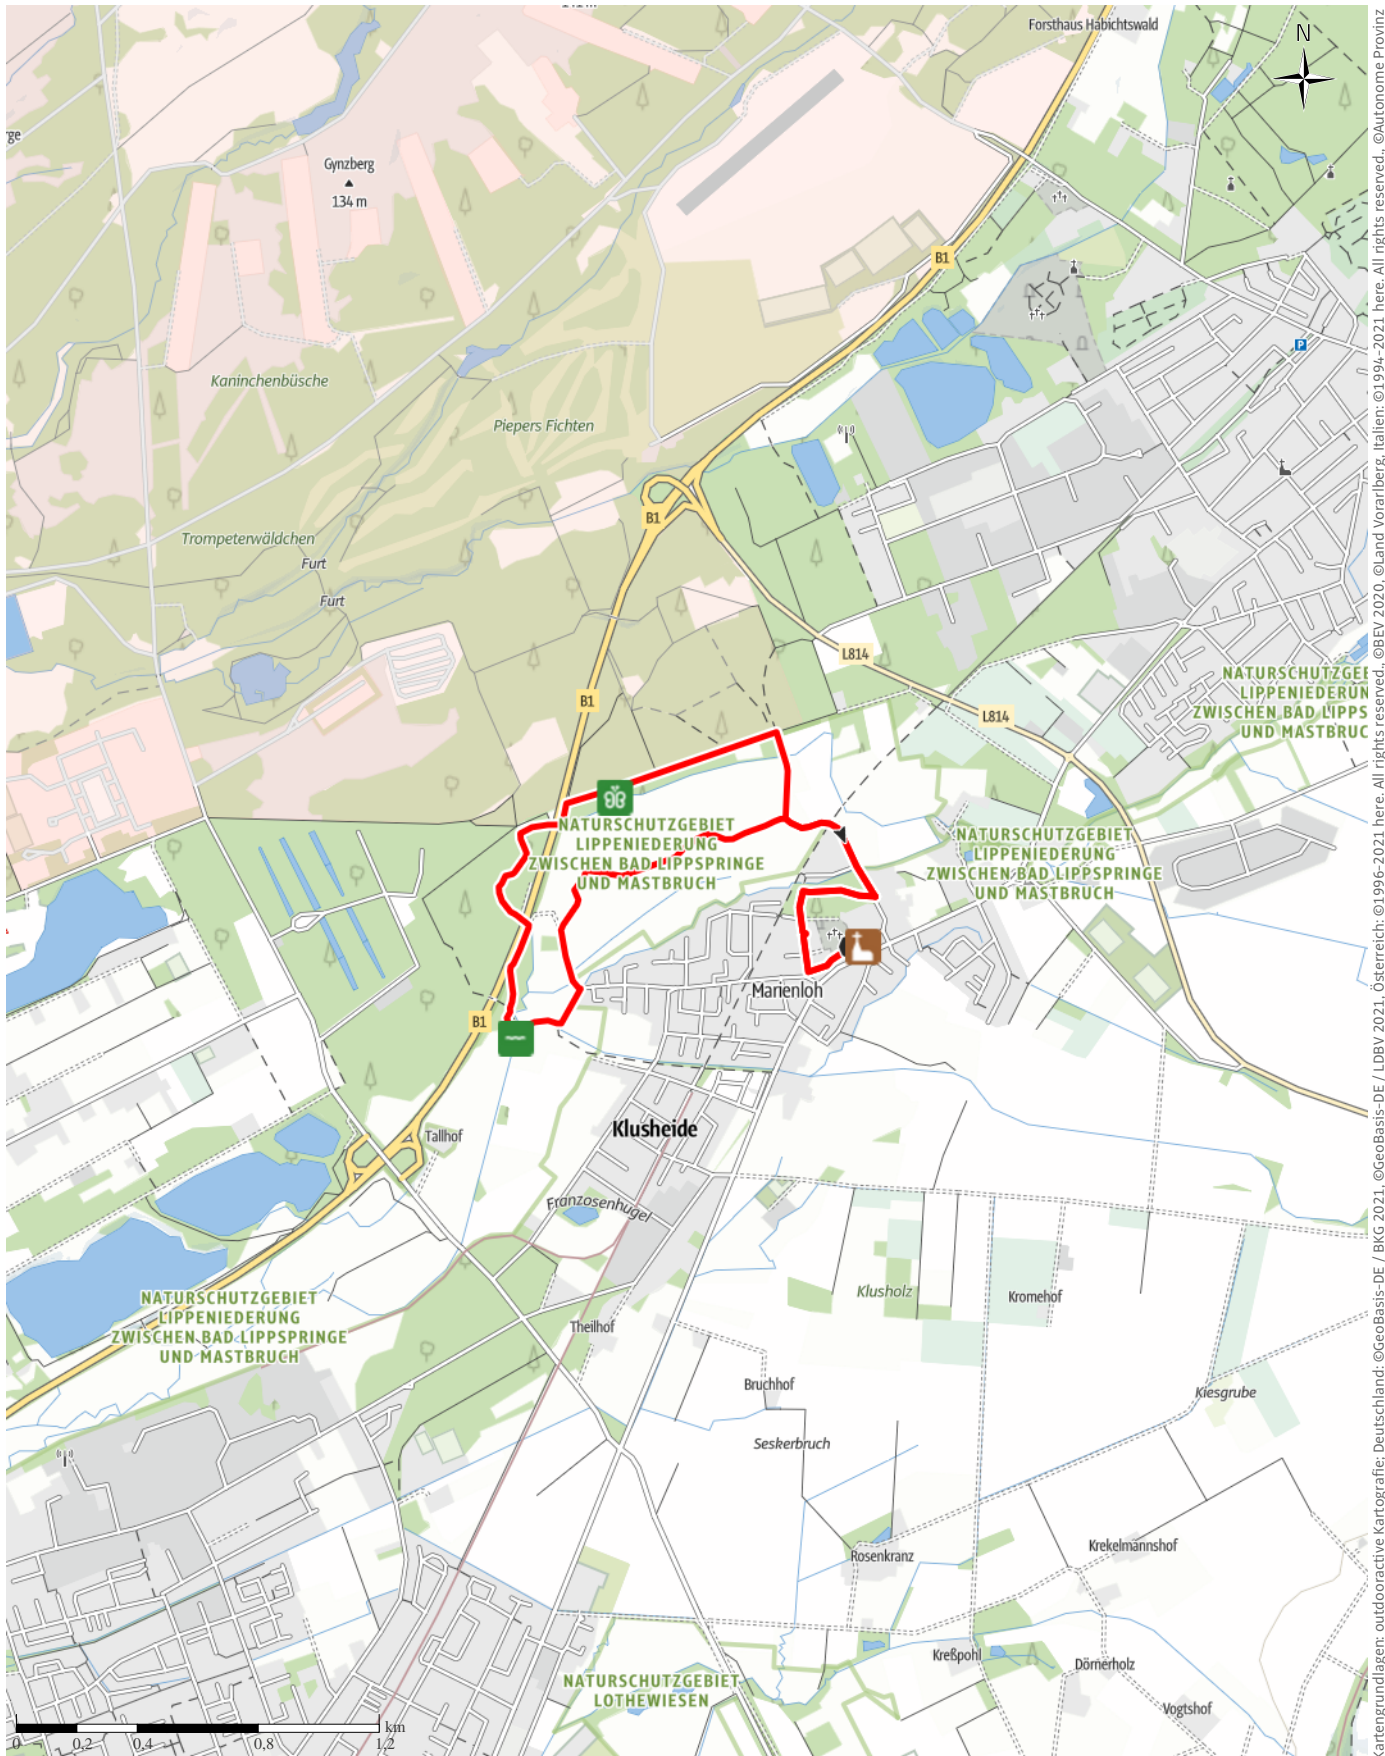 Forsthaus Habichtswald
N
rge
Gynzberg
134 m
B1
P
Kaninchenbüsche
Piepers Fichten
B1
Trompeterwäldchen
Furt
Furt
L814
B1
L814
NATURSCHUTZGEB
LIPPENIEDERUN
ZWISCHEN BAD LIPPS
UND MASTBRUC
NATURSCHUTZGEBIET
LIPPENIEDERUNG
ZWISCHEN BAD LIPPSPRINGE
UND MASTBRUCH
NATURSCHUTZGEBIET
LIPPENIEDERUNG
ZWISCHEN BAD LIPPSPRINGE
UND MASTBRUCH
Marienloh
B1
Klusheide
Tallhof
Franzosenhügel
Klusholz
Kromehof
NATURSCHUTZGEBIET
LIPPENIEDERUNG
ZWISCHEN BAD LIPPSPRINGE
UND MASTBRUCH
Theilhof
Bruchhof
Kiesgrube
Seskerbruch
Rosenkranz
Krekelmannshof
Kreßpohl
Dörnerholz
NATURSCHUTZGEBIET
LOTHEWIESEN
Vogtshof
km
0 0,2 0,4 0,8 1,2
artengrundlagen: outdooractive Kartografie; Deutschland: ©GeoBasis-DE / BKG 2021, ©GeoBasis-DE / LDBV 2021, Österreich: ©1996-2021 here. All rights reserved., ©BEV 2020, ©Land Vorarlberg, Italien: ©1994-2021 here. All rights reserved., ©Autonome Provinz